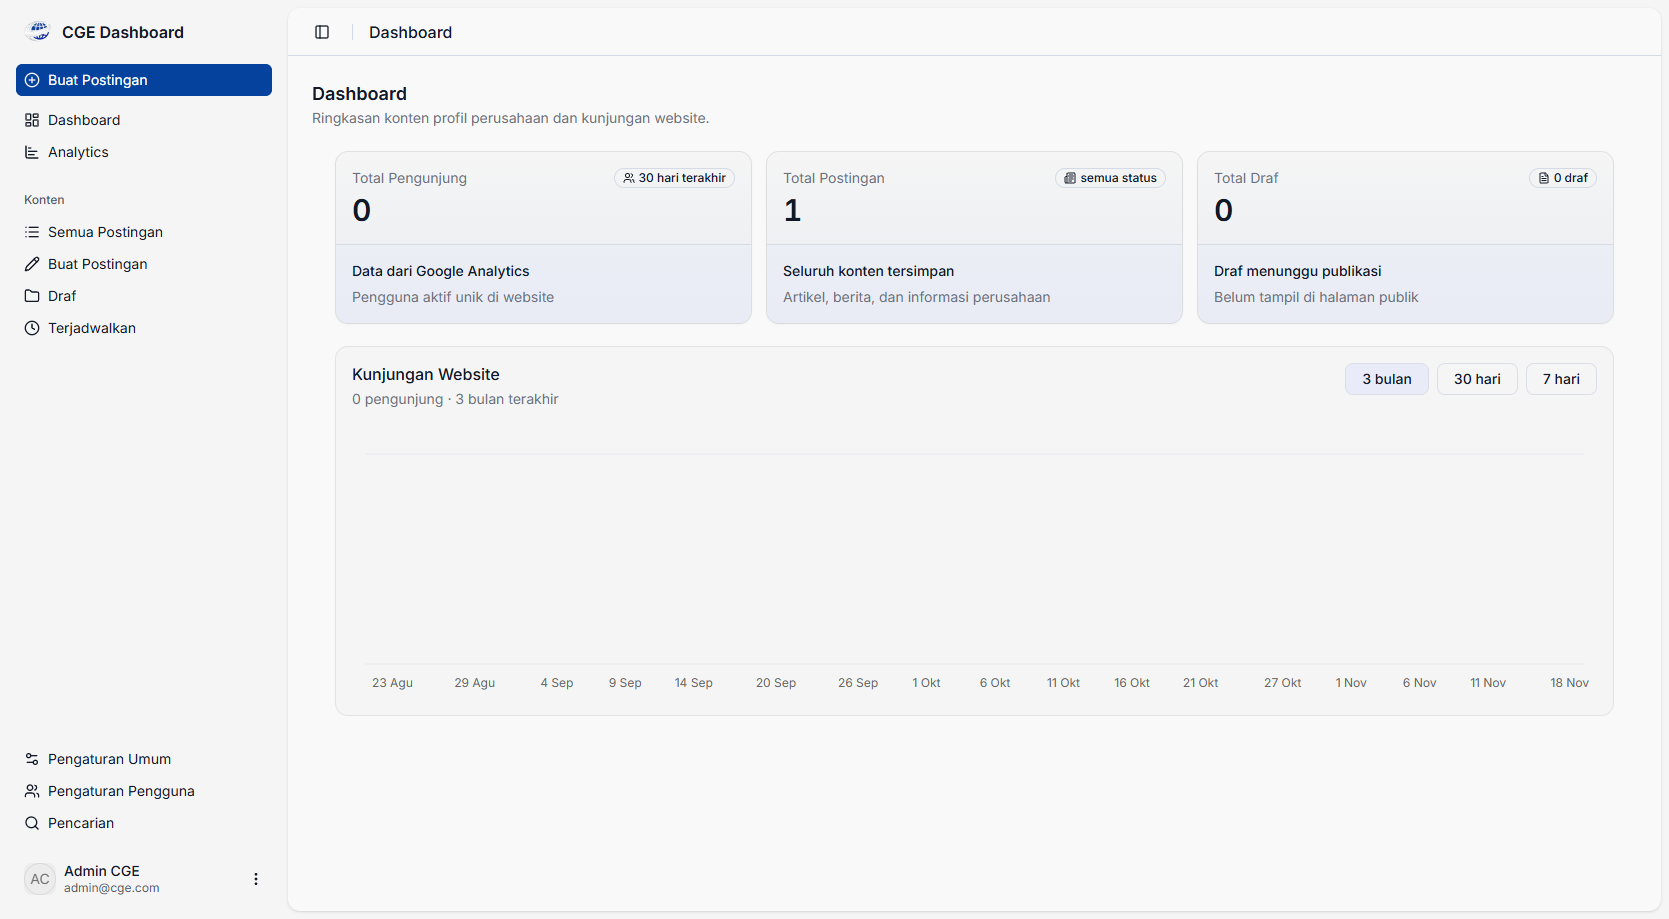 CGE Dashboard
Buat Postingan
Dashboard
Analytics
Konten
Semua Postingan
Buat Postingan
Draf
Terjadwalkan
Pengaturan Umum
Pengaturan Pengguna
Pencarian
AC
Admin CGE
admin@cge.com
Dashboard
Dashboard
Ringkasan konten profil perusahaan dan kunjungan website.
Total Pengunjung
30 hari terakhir
0
Data dari Google Analytics
Pengguna aktif unik di website
Total Postingan
semua status
1
Seluruh konten tersimpan
Artikel, berita, dan informasi perusahaan
Total Draf
0 draf
0
Draf menunggu publikasi
Belum tampil di halaman publik
Kunjungan Website
0 pengunjung · 3 bulan terakhir
3 bulan
30 hari
7 hari
23 Agu 29 Agu 4 Sep 9 Sep 14 Sep 20 Sep 26 Sep 1 Okt 6 Okt 11 Okt 16 Okt 21 Okt 27 Okt 1 Nov 6 Nov 11 Nov 18 Nov